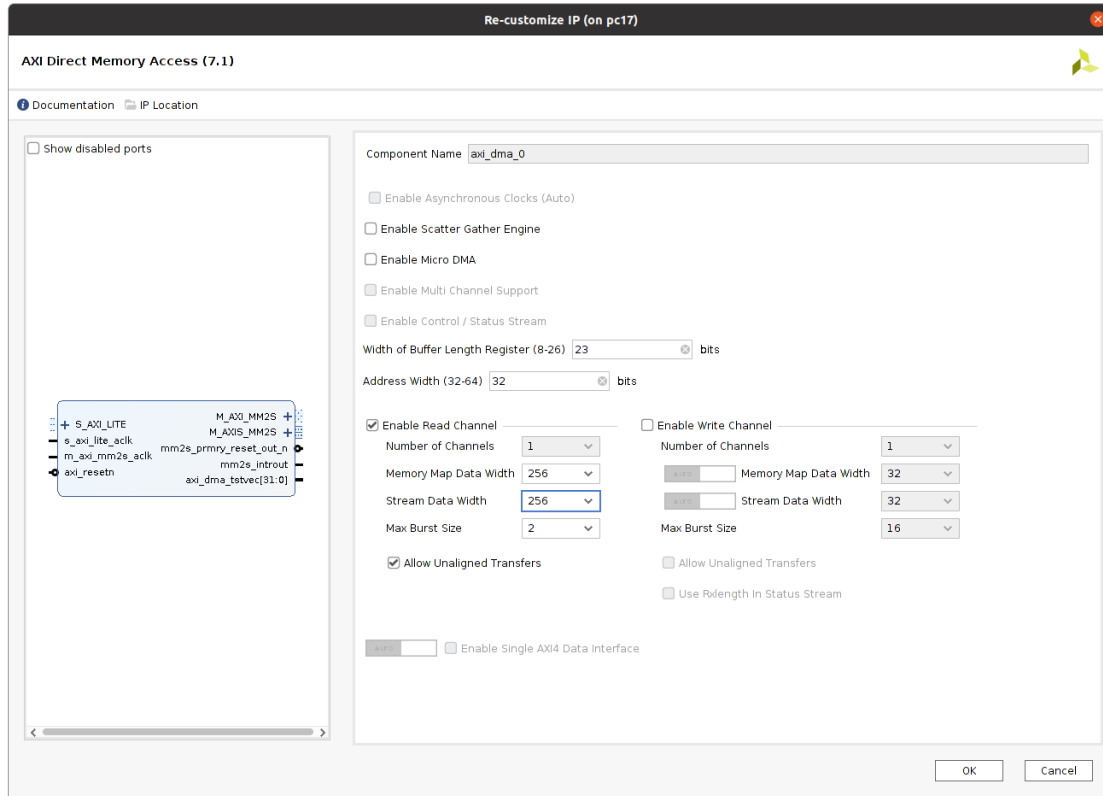 Re-customize IP (on pc17)
AXI Direct Memory Access (7.1)
Documentation IP Location
Show disabled ports
S_AXI_LITE
s_axi_lite_aclk
m_axi_mm2s_aclk
axi_resetn
M_AXI_MM2S
M_AXIS_MM2S
mm2s_prmry_reset_out_n
mm2s_introut
axi_dma_tstvec[31:0]
Component Name axi_dma_0
Enable Asynchronous Clocks (Auto)
Enable Scatter Gather Engine
Enable Micro DMA
Enable Multi Channel Support
Enable Control / Status Stream
Width of Buffer Length Register (8-26) 23 bits
Address Width (32-64) 32 bits
Enable Read Channel
Number of Channels 1
Memory Map Data Width 256
Stream Data Width 256
Max Burst Size 2
Allow Unaligned Transfers
Enable Write Channel
Number of Channels 1
AUTO Memory Map Data Width 32
AUTO Stream Data Width 32
Max Burst Size 16
Allow Unaligned Transfers
Use Rxlength In Status Stream
AUTO Enable Single AXI4 Data Interface
OK Cancel